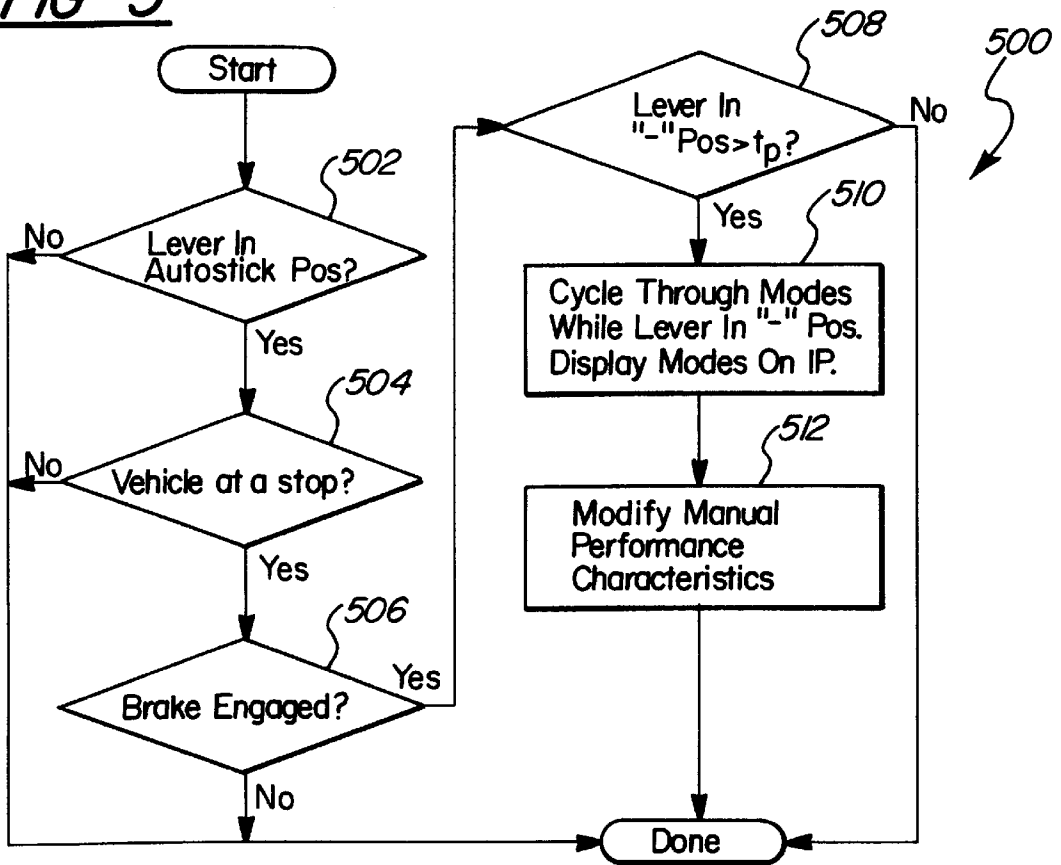 FIG 5
Start
502
No
Lever In
Autostick Pos?
Yes
504
No
Vehicle at a stop?
Yes
506
Yes
Brake Engaged?
No
508
500
Lever In
"-" Pos>tp?
No
Yes
510
Cycle Through Modes
While Lever In "-" Pos.
Display Modes On IP.
512
Modify Manual
Performance
Characteristics
Done